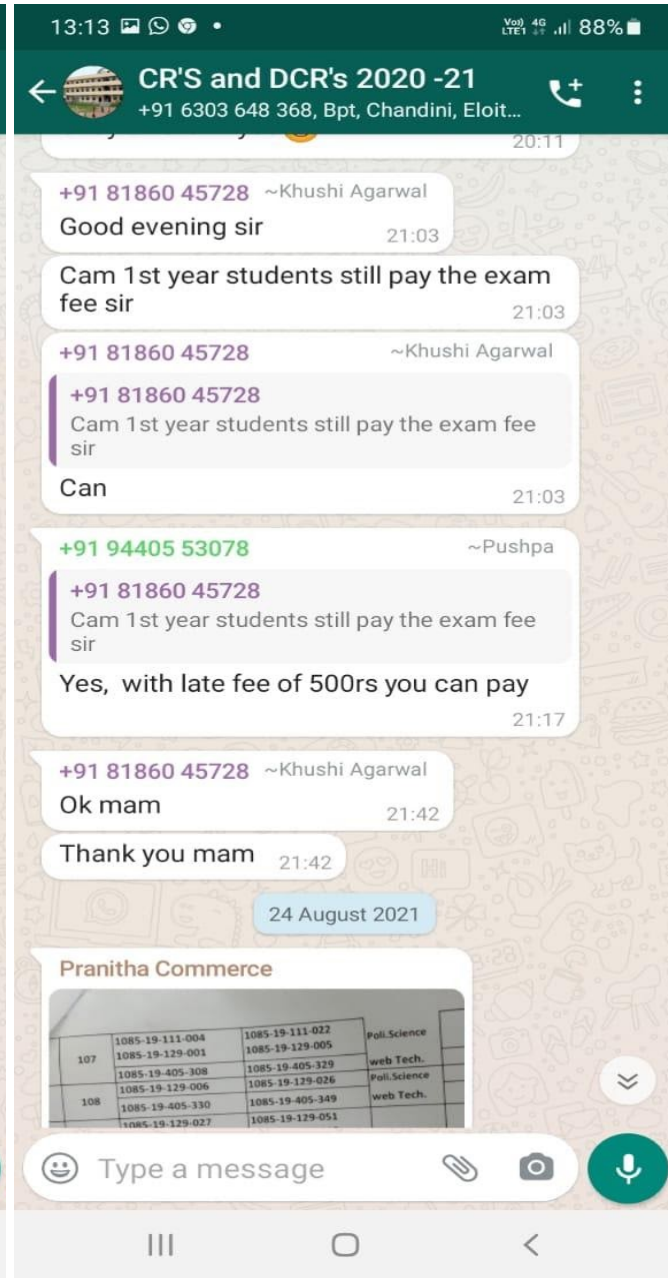 13:13
Vo)) 4G LTE1 88%
CR'S and DCR's 2020 -21
+91 6303 648 368, Bpt, Chandini, Eloit...
20:11
+91 81860 45728 ~Khushi Agarwal
Good evening sir
21:03
Cam 1st year students still pay the exam
fee sir
21:03
+91 81860 45728 ~Khushi Agarwal
+91 81860 45728
Cam 1st year students still pay the exam fee
sir
Can
21:03
+91 94405 53078 ~Pushpa
+91 81860 45728
Cam 1st year students still pay the exam fee
sir
Yes, with late fee of 500rs you can pay
21:17
+91 81860 45728 ~Khushi Agarwal
Ok mam
21:42
Thank you mam 21:42
24 August 2021
Pranitha Commerce
1085-19-111-004 1085-19-111-022 Poli.Science
107 1085-19-129-001 1085-19-129-005
1085-19-405-308 1085-19-405-329 web Tech.
1085-19-129-006 1085-19-129-026 Poli.Science
108 1085-19-405-330 1085-19-405-349 web Tech.
1085-19-129-027 1085-19-129-051
Type a message